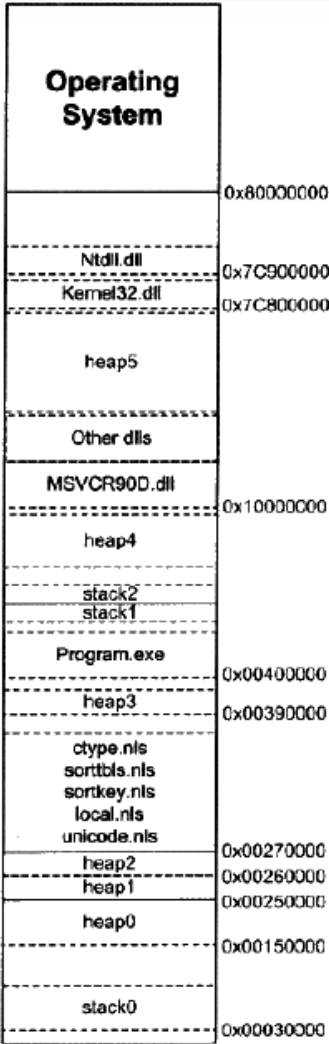 Operating
System
0x80000000
Ntdll.dll
0x7C900000
Kernel32.dll
0x7C800000
heap5
Other dlls
MSVCR90D.dll
0x10000000
heap4
stack2
stack1
Program.exe
0x00400000
heap3
0x00390000
ctype.nls
sorttbls.nls
sortkey.nls
local.nls
unicode.nls
0x00270000
heap2
0x00260000
heap1
0x00250000
heap0
0x00150000
stack0
0x00030000